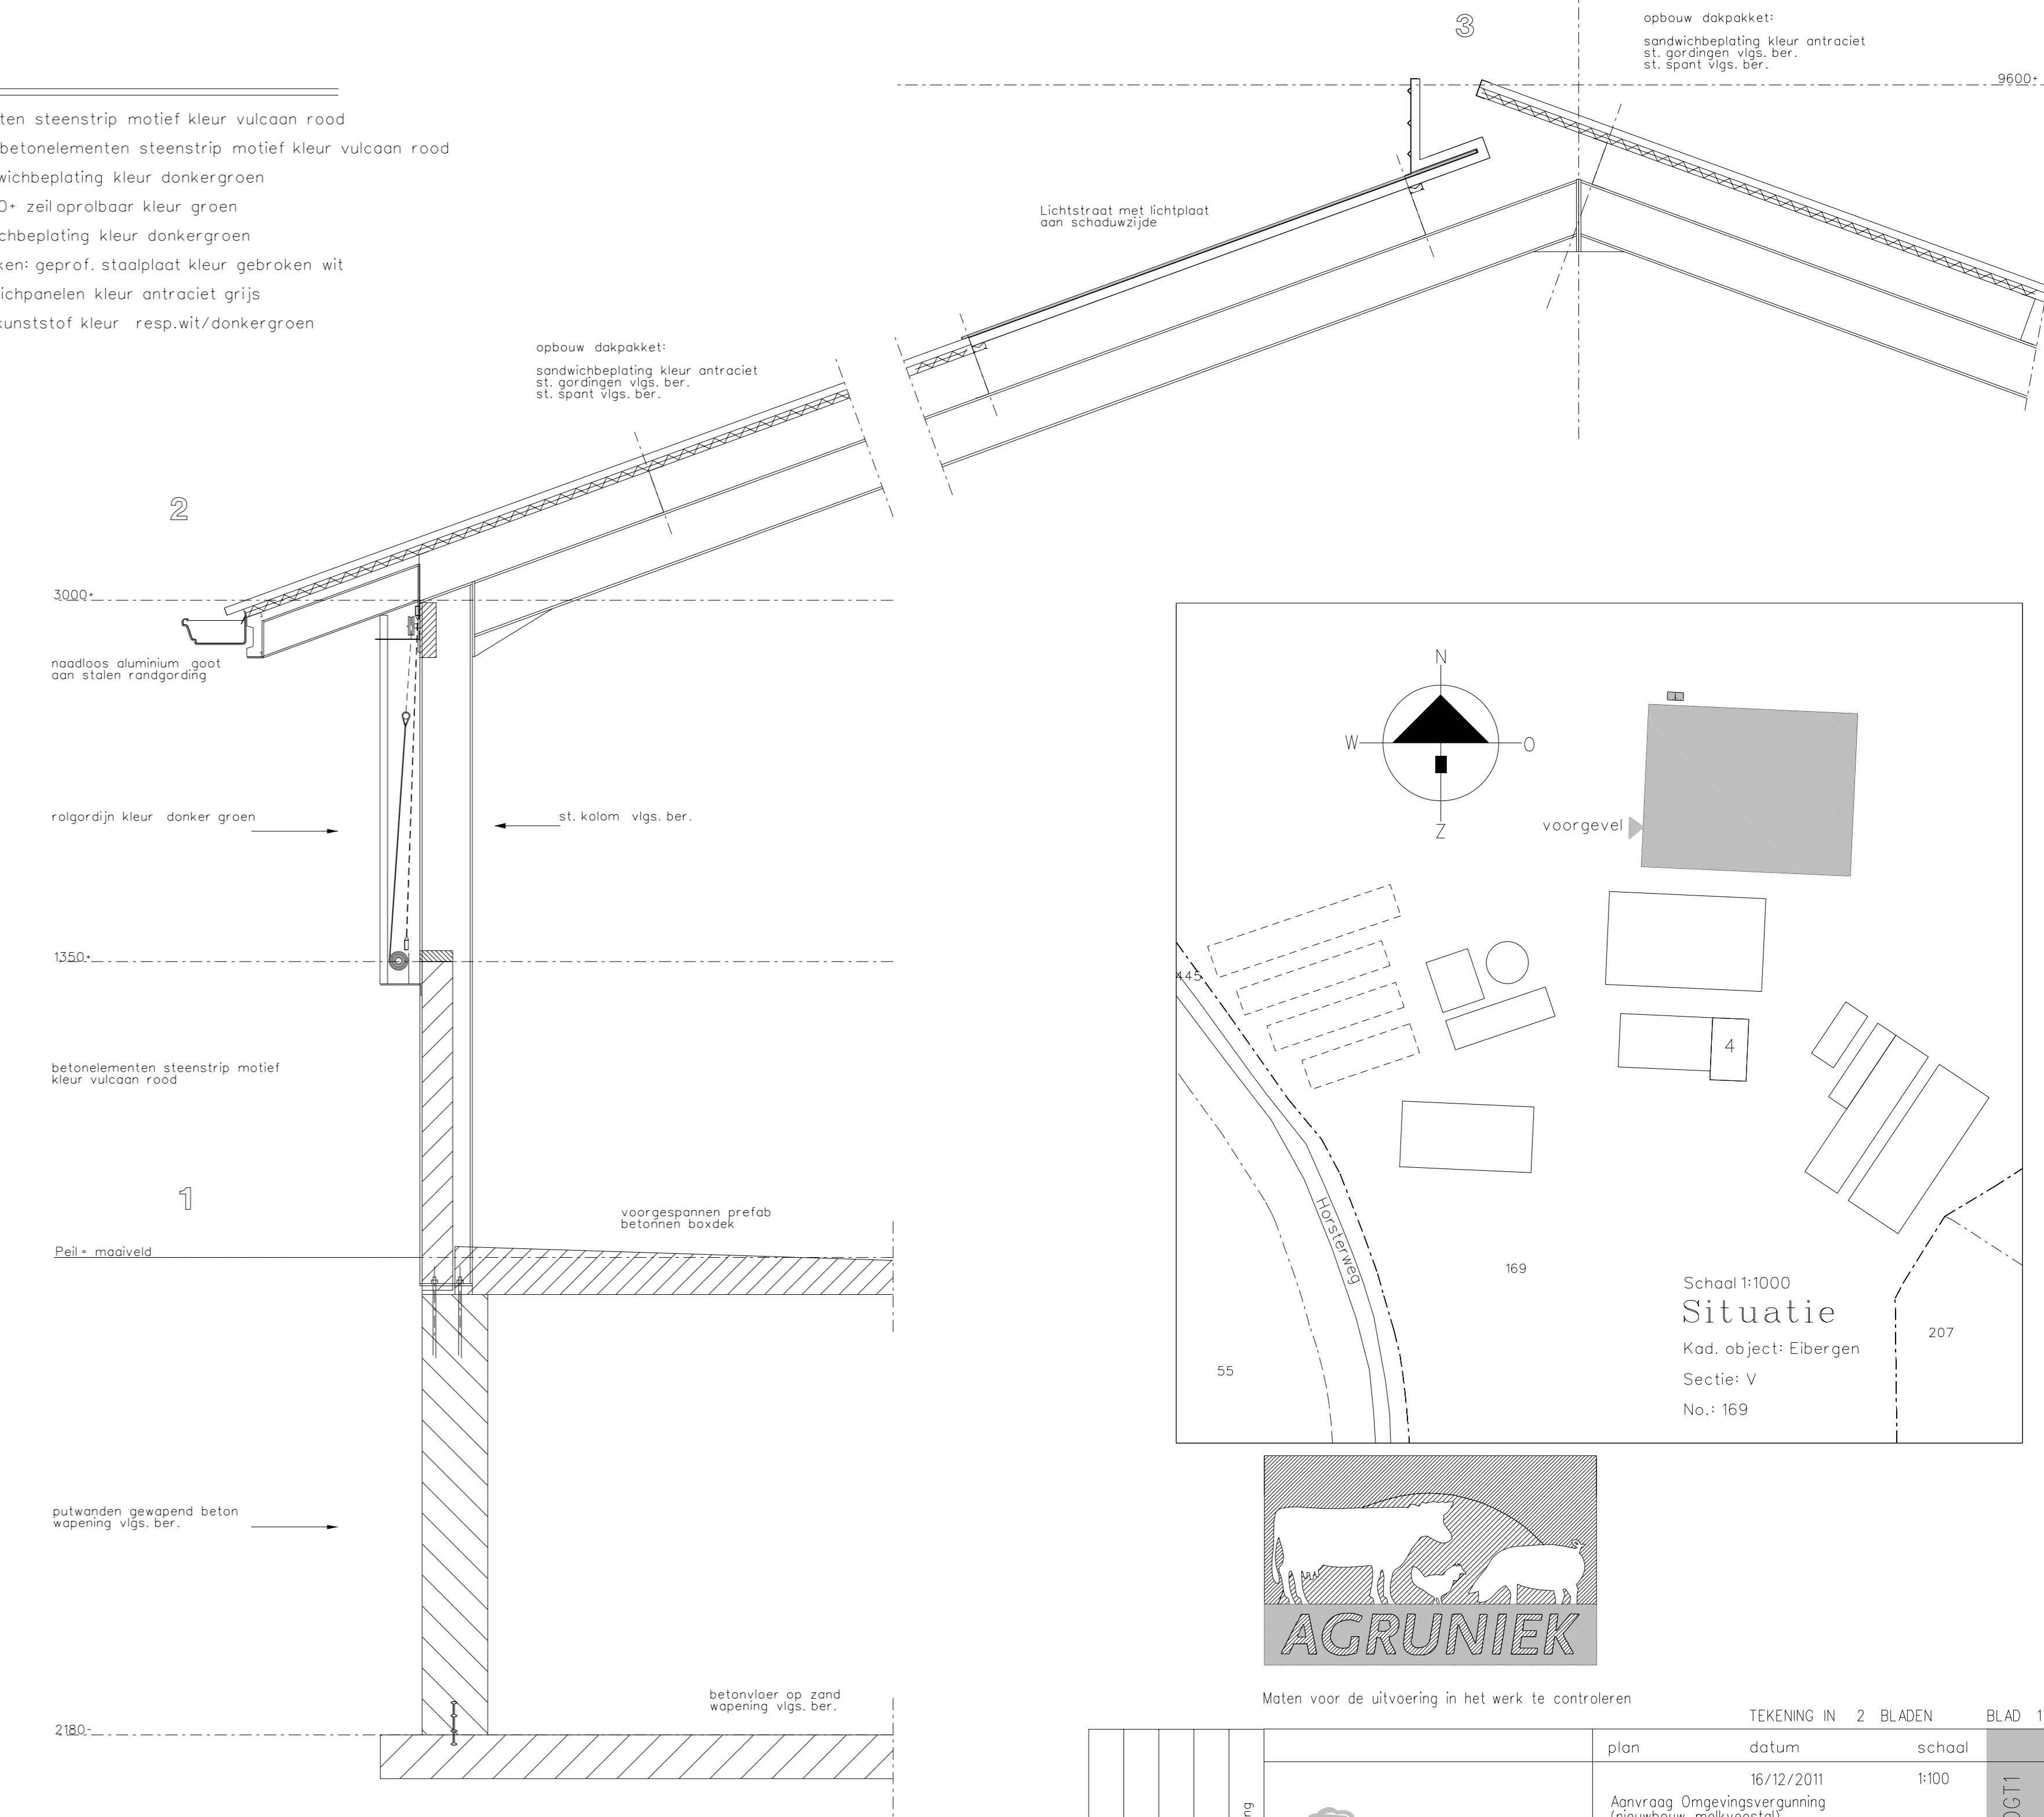 steenstrip motief kleur vulcaan rood
betonelementen steenstrip motief kleur vulcaan rood
kleur donkergroen
zeil oprolbaar kleur groen
kleur donkergroen
geprof. staalplaat kleur gebroken wit
kleur antraciet grijs
kleur resp.wit/donkergroen
3
opbouw dakpakket:
sandwichbeplating kleur antraciet
st. gordingen vlgs. ber.
st. spant vlgs. ber.
9600+
Lichtstraat met lichtplaat
aan schaduwzijde
opbouw dakpakket:
sandwichbeplating kleur antraciet
st. gordingen vlgs. ber.
st. spant vlgs. ber.
2
3000+
naadloos aluminium goot
aan stalen randgording
rolgordijn kleur donker groen
st. kolom vlgs. ber.
1350+
betonelementen steenstrip motief
kleur vulcaan rood
1
voorgespannen prefab
betonnen boxdek
Peil = maaiveld
putwanden gewapend beton
wapening vlgs. ber.
betonvloer op zand
wapening vlgs. ber.
2180-
N
W
O
Z
voorgevel
445
4
Horsterweg
169
55
207
Schaal 1:1000
Situatie
Kad. object: Eibergen
Sectie: V
No.: 169
AGRUNIEK
Maten voor de uitvoering in het werk te controleren
TEKENING IN 2 BLADEN BLAD 1
plan datum schaal
16/12/2011 1:100
Aanvraag Omgevingsvergunning
(nieuwbouw melkveestal)